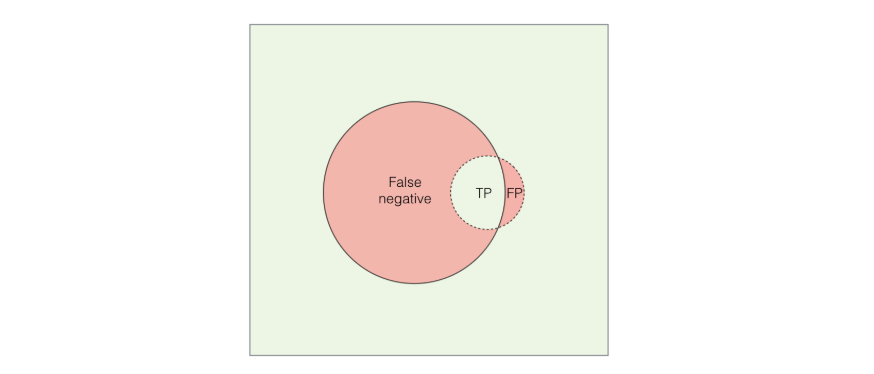 False
negative
TP
FP